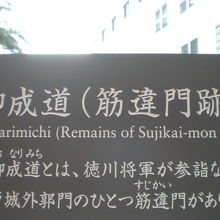 御成道(筋違門跡
arimichi (Remains of Sujikai-mon
なりみち
御成道とは、徳川将軍が参詣な
すじかい
城外郭門のひとつ筋違門があ